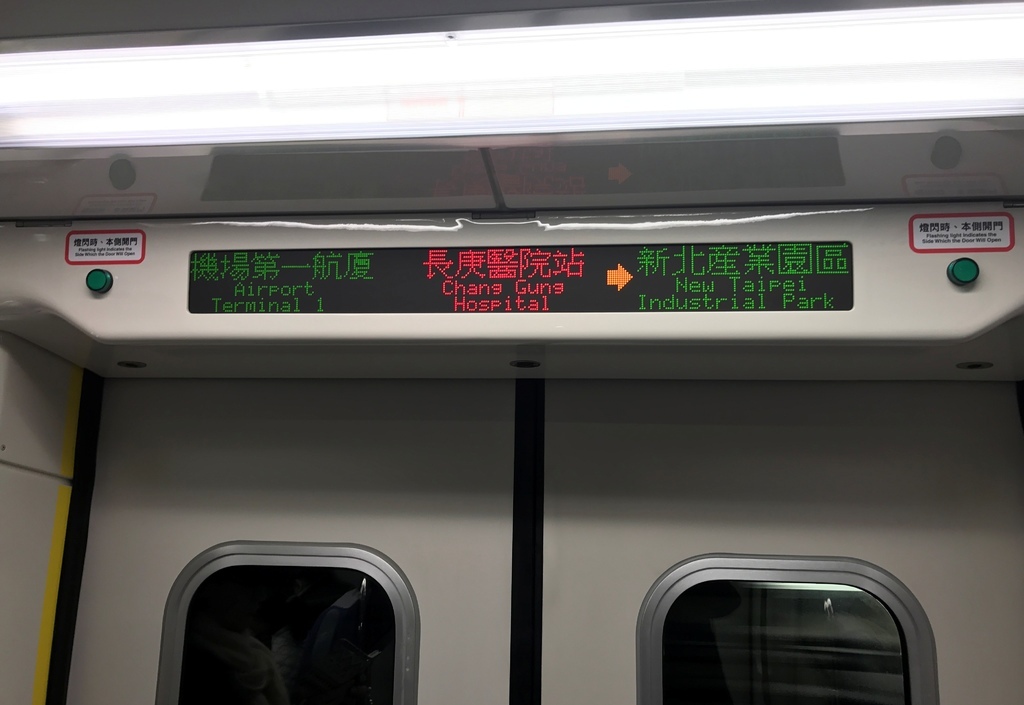 燈閃時、本側開門
Flashing light Indicates the
Side Which the Door Will Open
機場第一航廈
Airport
Terminal 1
長庚醫院站
Chang Gung
Hospital
新北產業園區
New Taipei
Industrial Park
燈閃時、本側開門
Flashing light Indicates the
Side Which the Door Will Open